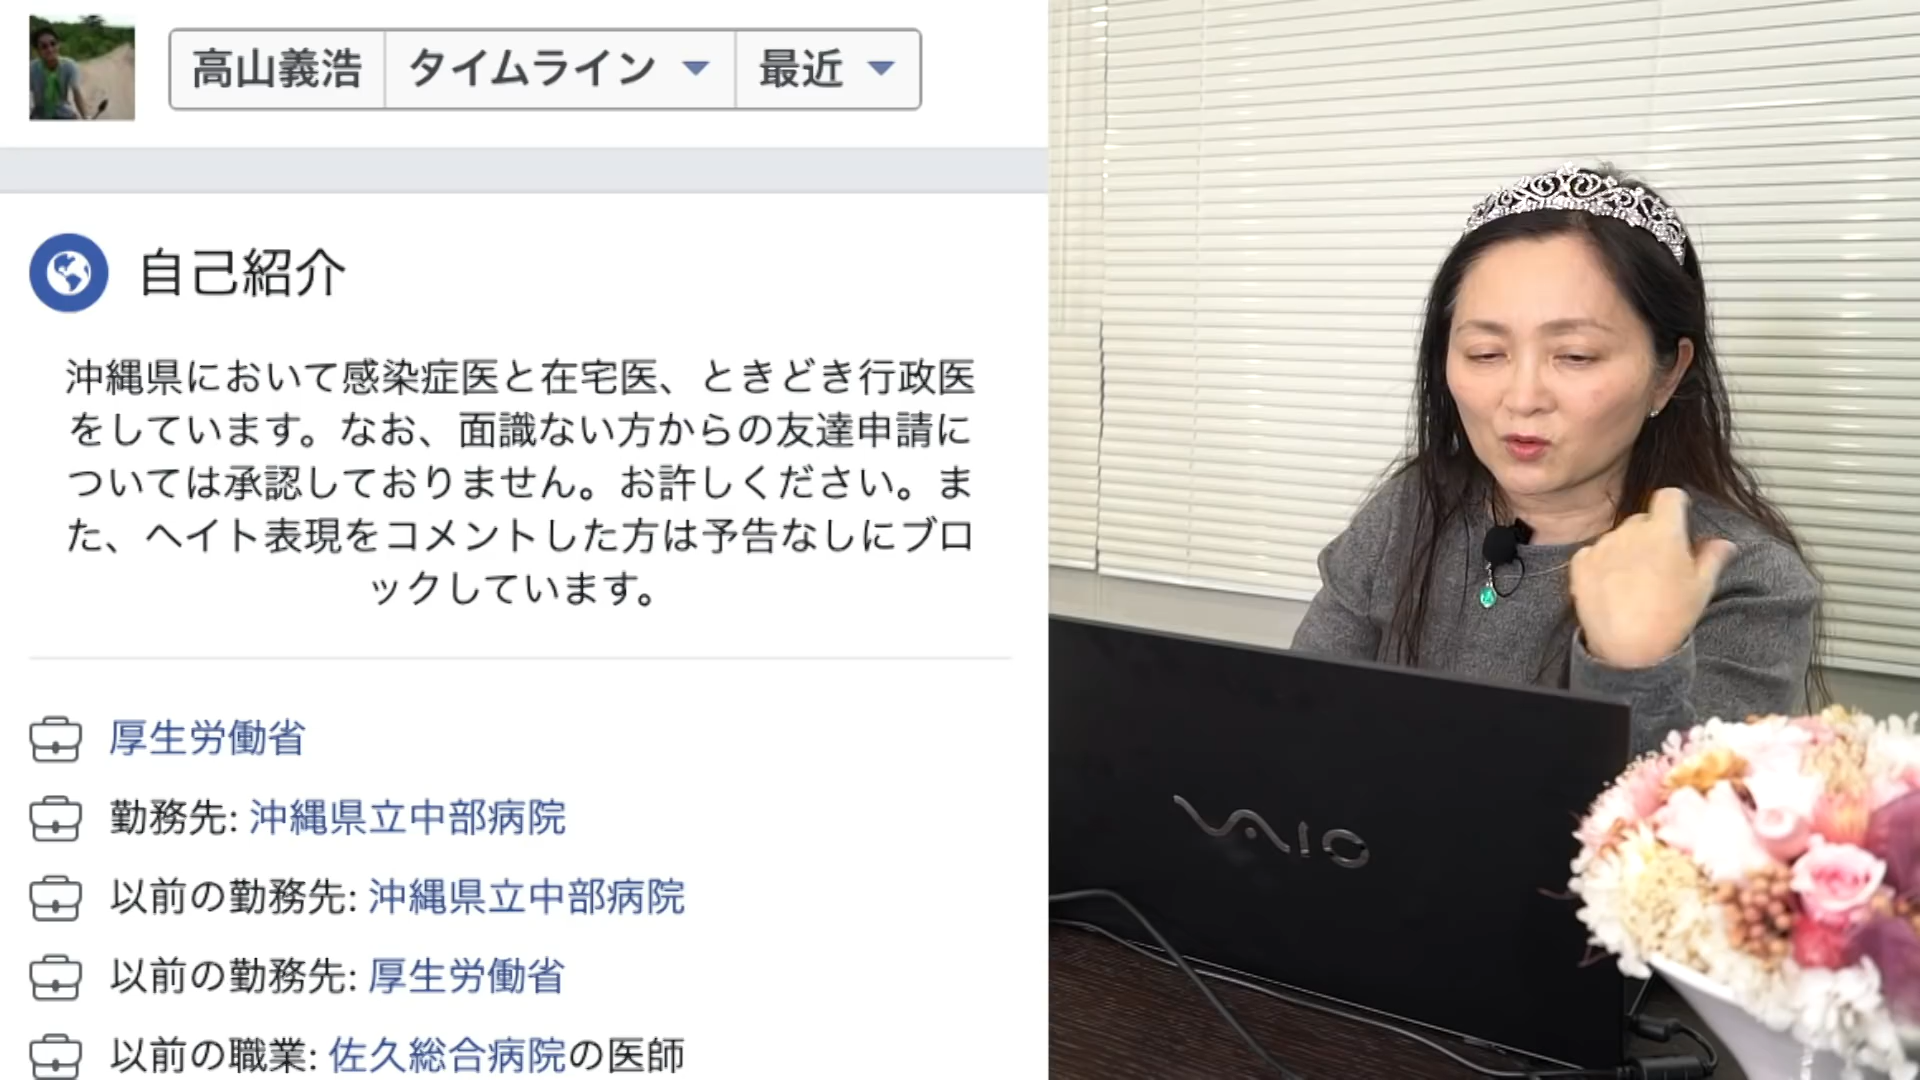 高山義浩 タイムライン 最近
自己紹介
沖縄県において感染症医と在宅医、ときどき行政医
をしています。なお、面識ない方からの友達申請に
ついては承認しておりません。お許しください。ま
た、ヘイト表現をコメントした方は予告なしにブロ
ックしています。
厚生労働省
勤務先: 沖縄県立中部病院
以前の勤務先: 沖縄県立中部病院
以前の勤務先: 厚生労働省
以前の職業: 佐久総合病院の医師
VAIO